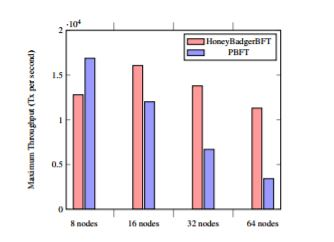 ·10⁴
HoneyBadgerBFT
PBFT
Maximum Throughput (Tx per second)
2
1.5
1
0.5
0
8 nodes
16 nodes
32 nodes
64 nodes